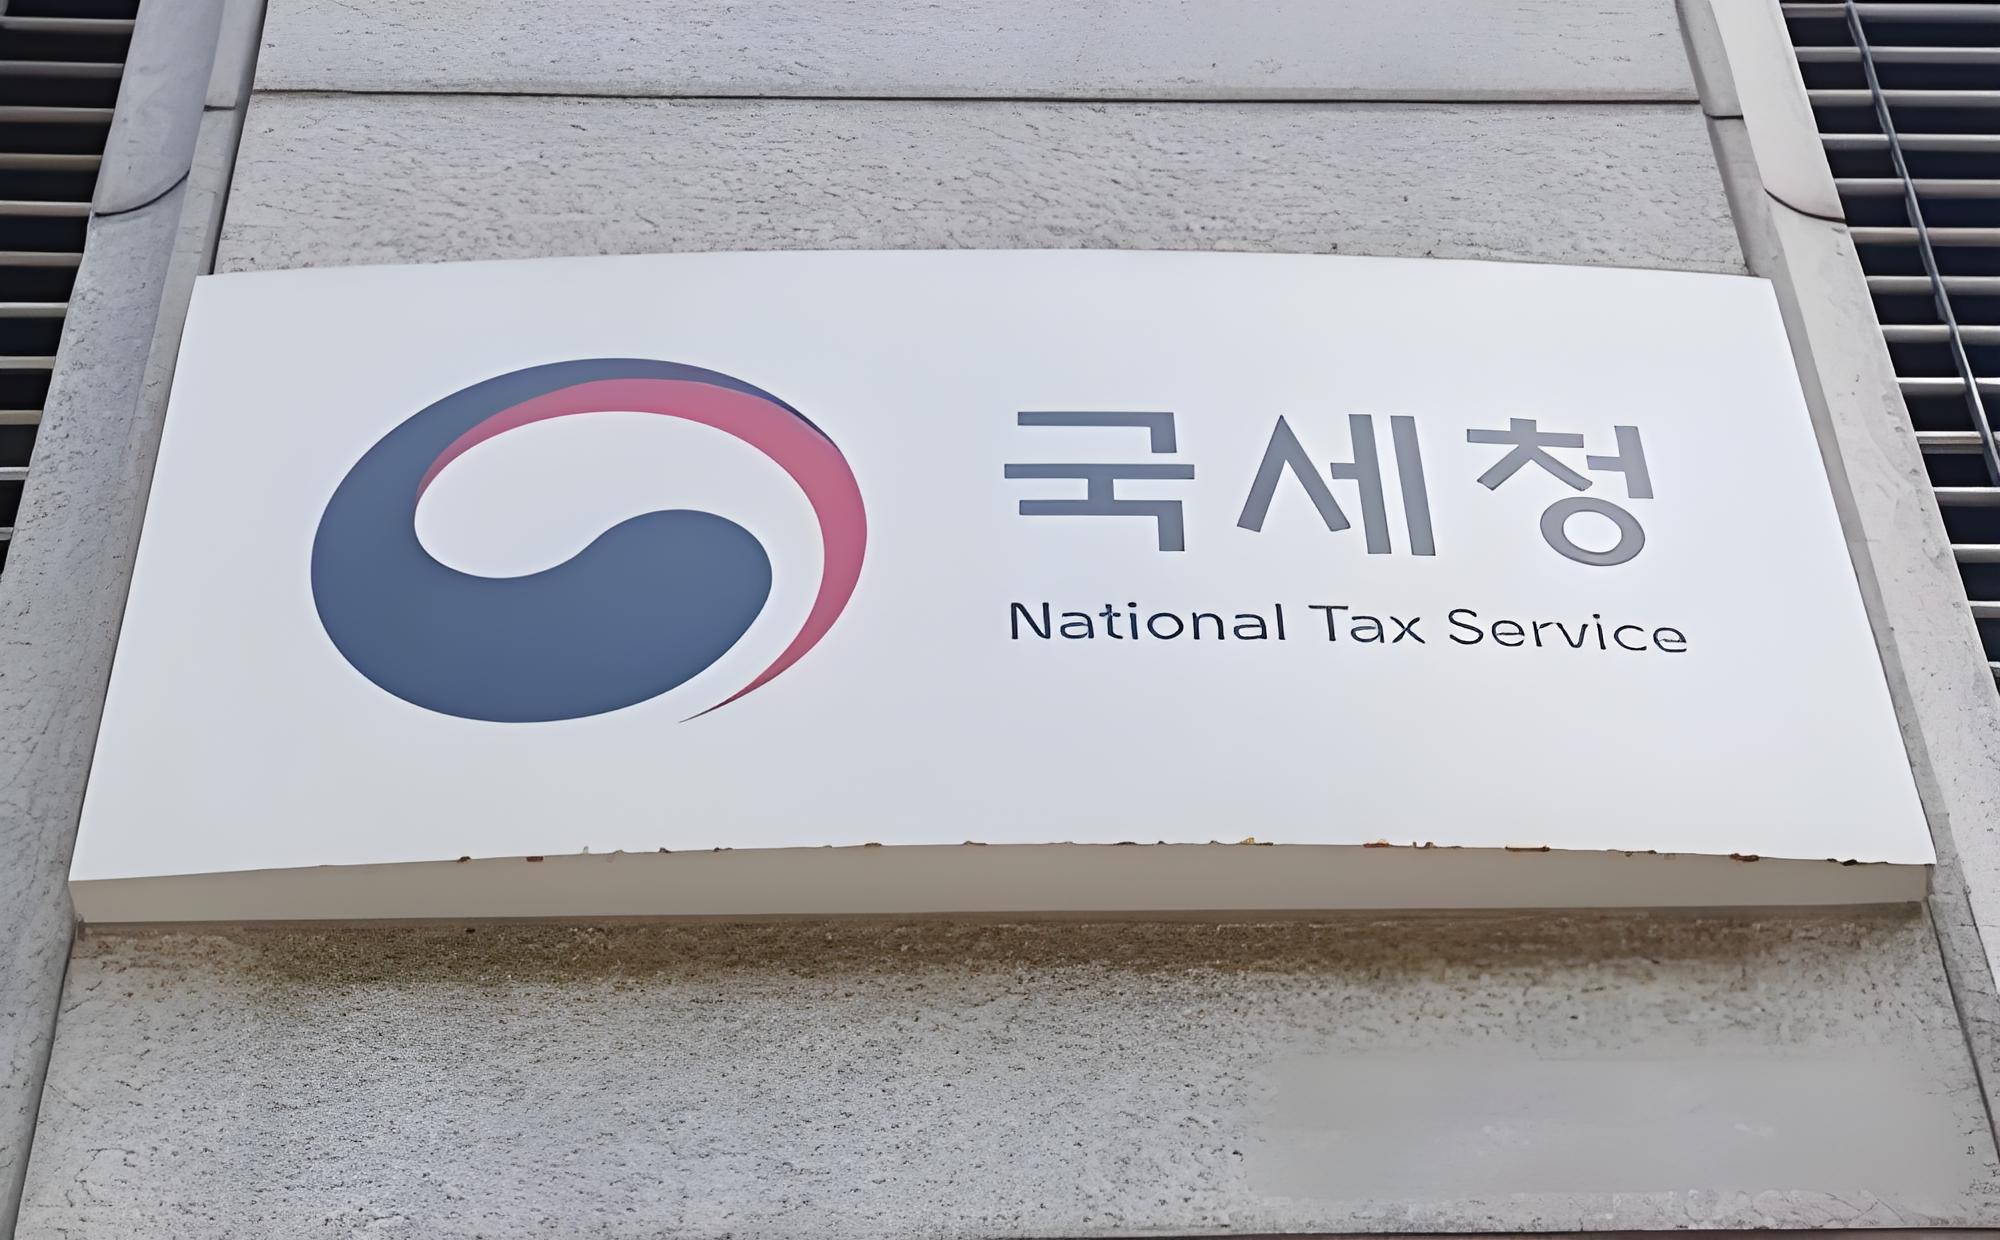 국세청
National Tax Service